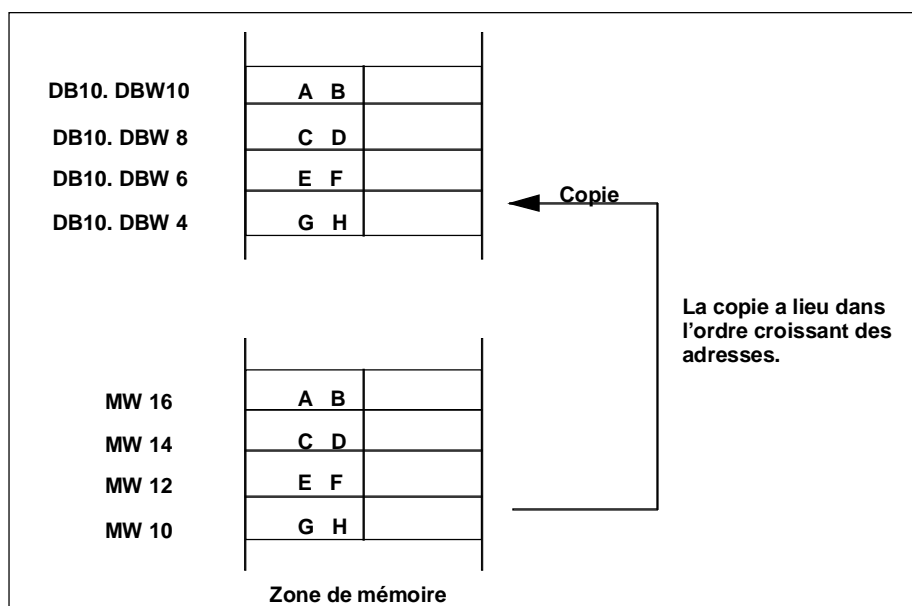 DB10. DBW10 A B
DB10. DBW 8 C D
DB10. DBW 6 E F
DB10. DBW 4 G H
Copie
La copie a lieu dans
l'ordre croissant des
adresses.
MW 16 A B
MW 14 C D
MW 12 E F
MW 10 G H
Zone de mémoire